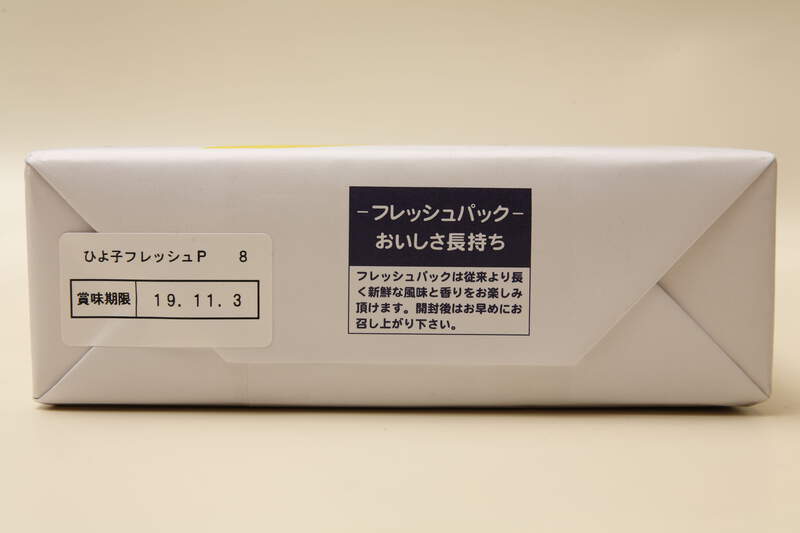 ひよ子フレッシュP 8
賞味期限 19.11.3
-フレッシュパック-
おいしさ長持ち
フレッシュパックは従来より長
く新鮮な風味と香りをお楽しみ
頂けます。開封後はお早めにお
召し上がり下さい。